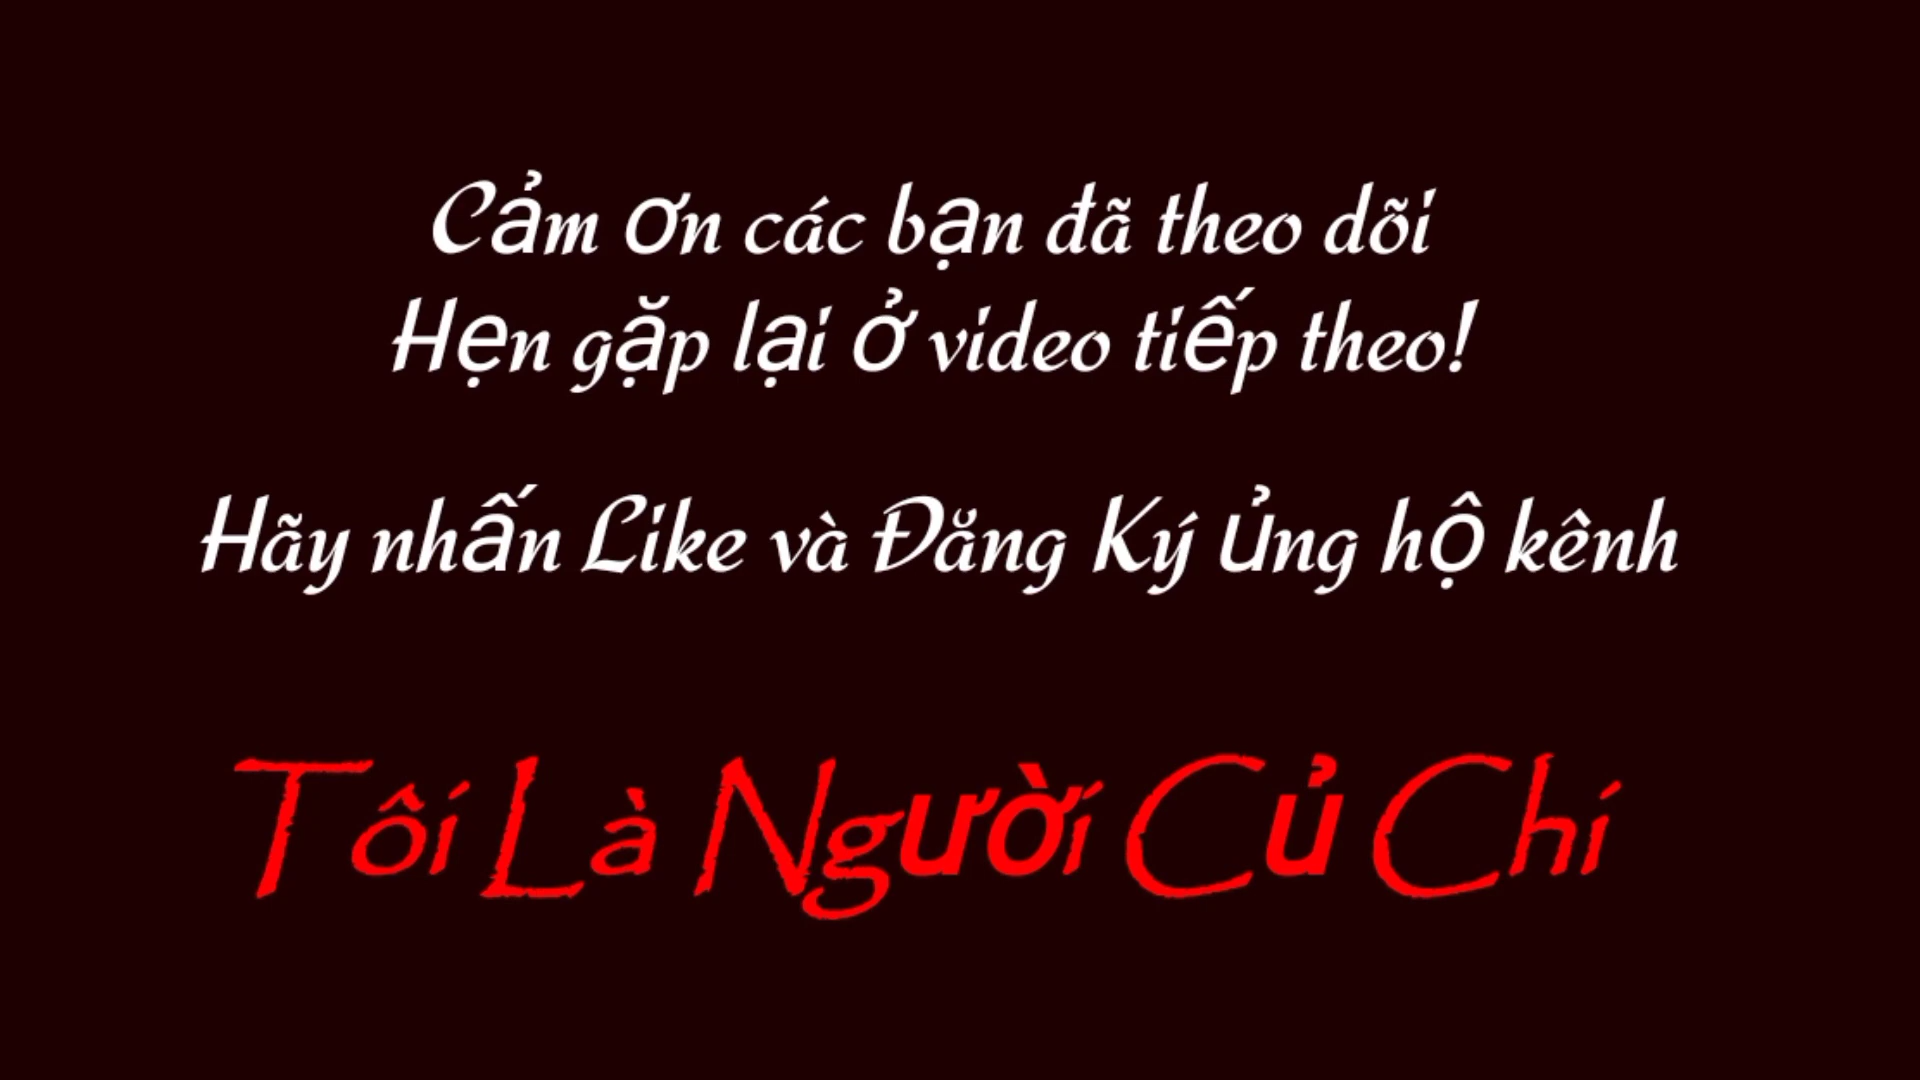 Cảm ơn các bạn đã theo dõi
Hẹn gặp lại ở video tiếp theo!
Hãy nhấn Like và Đăng Ký ủng hộ kênh
Tôi Là Người Củ Chí